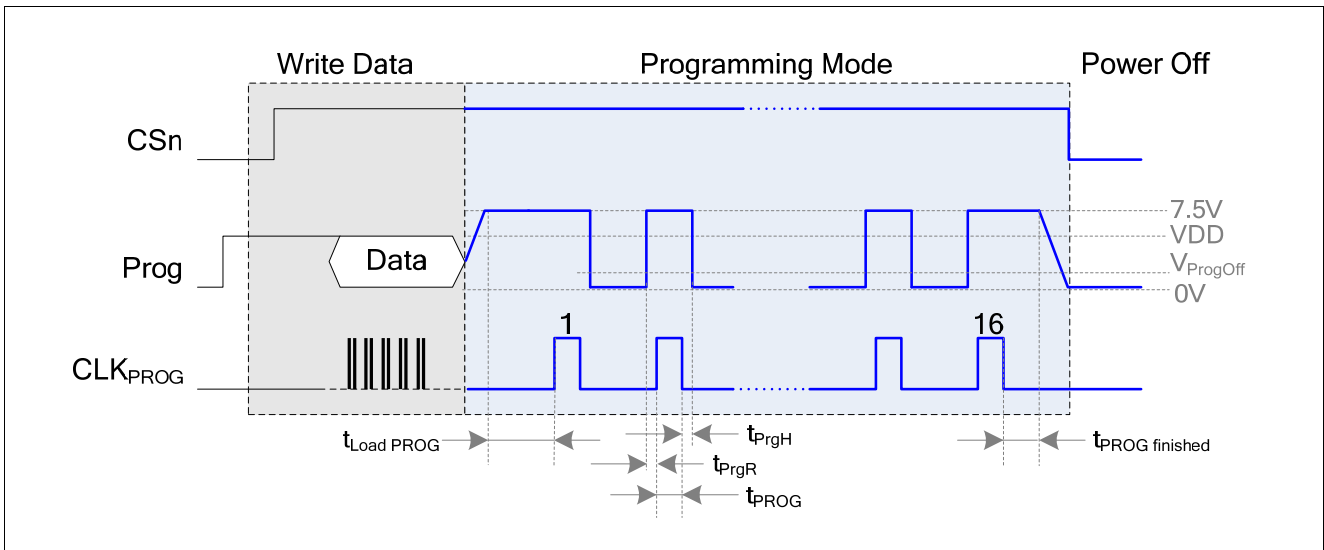 Write Data Programming Mode Power Off
CSn
7.5V
VDD
Prog Data VProgOff
0V
1 16
CLKPROG
tLoad PROG tPrgH tPROG finished
tPrgR
tPROG